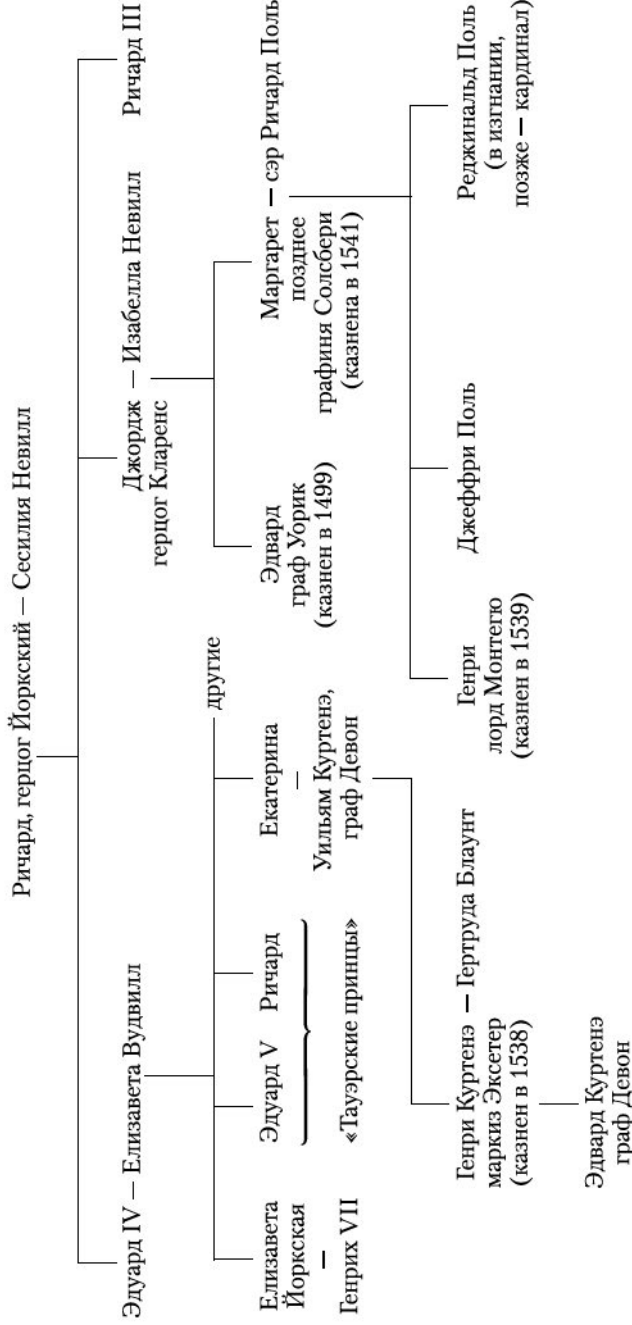 Ричард, герцог Йоркский — Сесилия Невилл
Эдуард IV — Елизавета Вудвилл
Джордж — Изабелла Невилл
герцог Кларенс
Ричард III
Елизавета
Йоркская
—
Генрих VII
Эдуард V Ричард
«Тауэрские принцы»
Екатерина
—
Уильям Куртенэ,
граф Девон
другие
Эдвард
граф Уорик
(казнен в 1499)
Маргарет — сэр Ричард Поль
позднее
графиня Солсбери
(казнена в 1541)
Генри Куртенэ — Гертруда Блаунт
маркиз Эксетер
(казнен в 1538)
Генри
лорд Монтегю
(казнен в 1539)
Джеффри Поль
Реджинальд Поль
(в изгнании,
позже — кардинал)
Эдвард Куртенэ
граф Девон